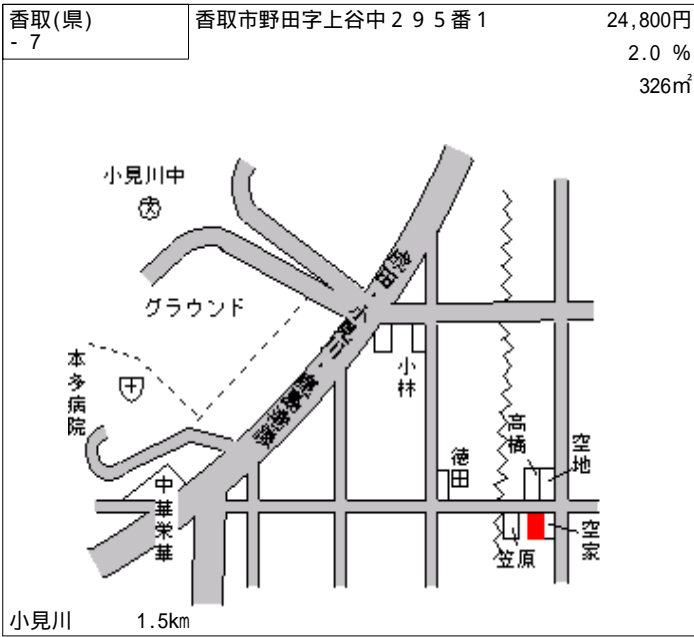 香取(県)
- 7
香取市野田字上谷中２９５番１
24,800円
2.0 %
326㎡
小見川中
文
グラウンド
本多病院
小林
高橋
空地
徳田
中華栄華
笠原
空家
小見川 1.5km